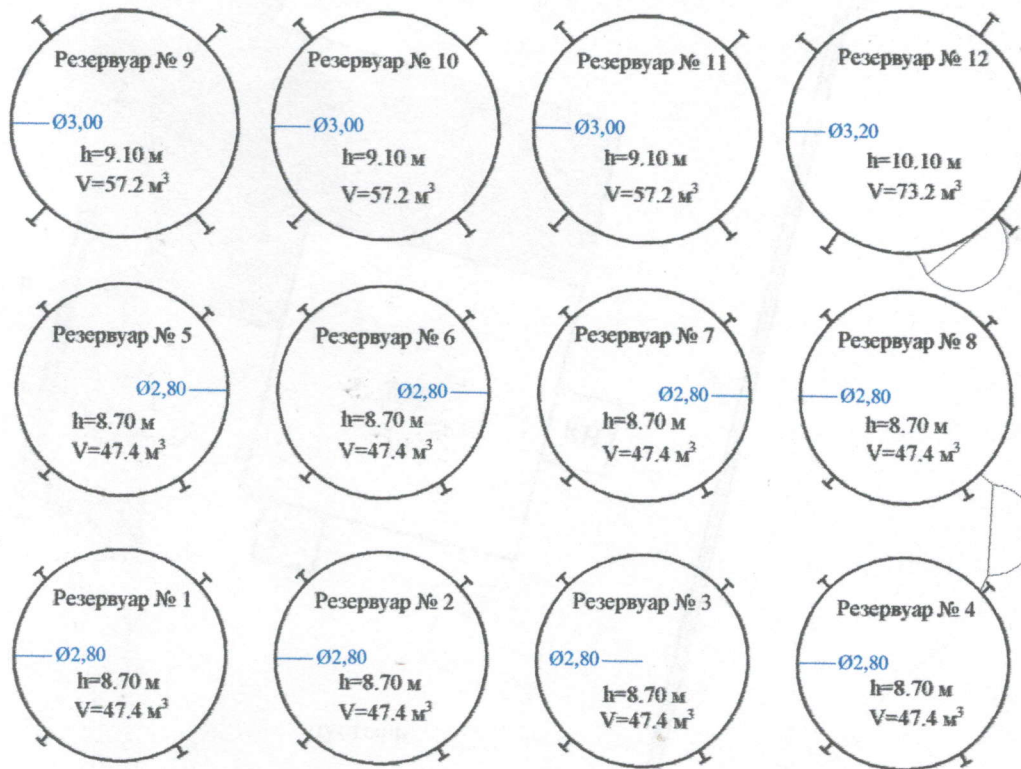 Резервуар № 9
Ø3,00
h=9.10 м
V=57.2 м³
Резервуар № 10
Ø3,00
h=9.10 м
V=57.2 м³
Резервуар № 11
Ø3,00
h=9.10 м
V=57.2 м³
Резервуар № 12
Ø3,20
h=10.10 м
V=73.2 м³
Резервуар № 5
Ø2,80
h=8.70 м
V=47.4 м³
Резервуар № 6
Ø2,80
h=8.70 м
V=47.4 м³
Резервуар № 7
Ø2,80
h=8.70 м
V=47.4 м³
Резервуар № 8
Ø2,80
h=8.70 м
V=47.4 м³
Резервуар № 1
Ø2,80
h=8.70 м
V=47.4 м³
Резервуар № 2
Ø2,80
h=8.70 м
V=47.4 м³
Резервуар № 3
Ø2,80
h=8.70 м
V=47.4 м³
Резервуар № 4
Ø2,80
h=8.70 м
V=47.4 м³